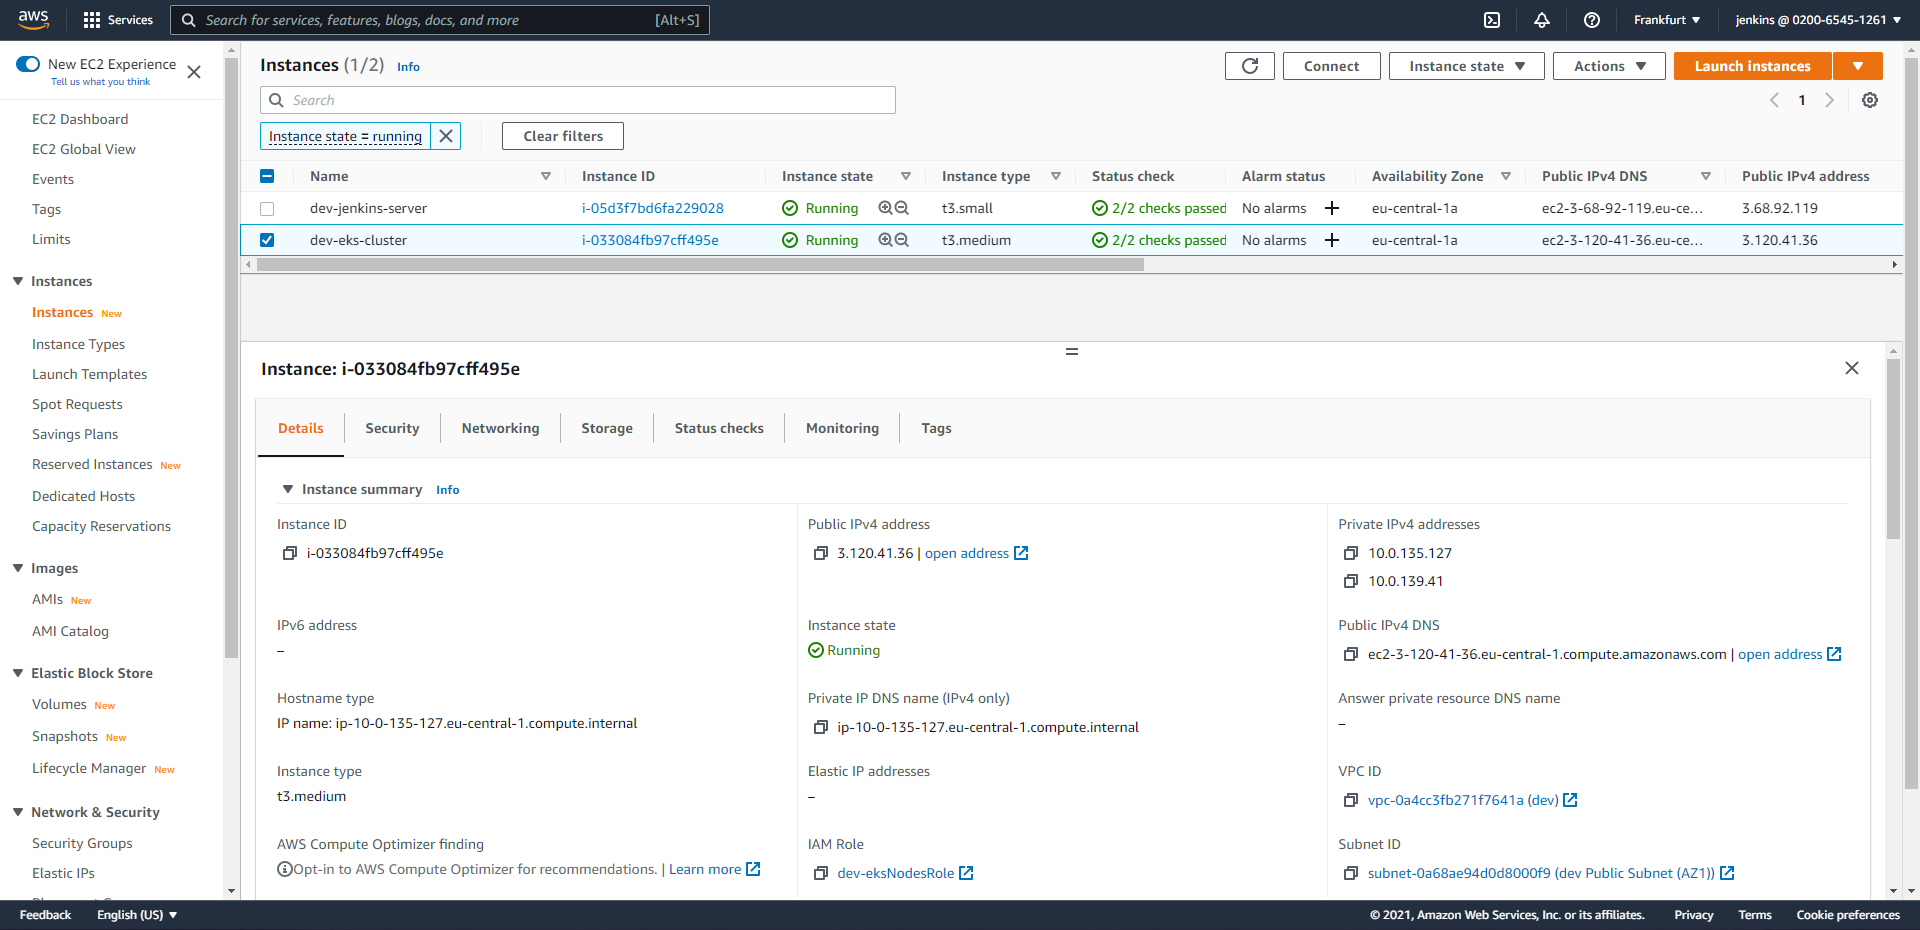 aws
Services
Search for services, features, blogs, docs, and more
[Alt+S]
Frankfurt
jenkins @ 0200-6545-1261
New EC2 Experience
Tell us what you think
EC2 Dashboard
EC2 Global View
Events
Tags
Limits
Instances
Instances New
Instance Types
Launch Templates
Spot Requests
Savings Plans
Reserved Instances New
Dedicated Hosts
Capacity Reservations
Images
AMIs New
AMI Catalog
Elastic Block Store
Volumes New
Snapshots New
Lifecycle Manager New
Network & Security
Security Groups
Elastic IPs
Instances (1/2) Info
Connect
Instance state
Actions
Launch instances
Search
1
Instance state = running
Clear filters
Name Instance ID Instance state Instance type Status check Alarm status Availability Zone Public IPv4 DNS Public IPv4 address
dev-jenkins-server i-05d3f7bd6fa229028 Running t3.small 2/2 checks passed No alarms + eu-central-1a ec2-3-68-92-119.eu-ce... 3.68.92.119
dev-eks-cluster i-033084fb97cff495e Running t3.medium 2/2 checks passed No alarms + eu-central-1a ec2-3-120-41-36.eu-ce... 3.120.41.36
Instance: i-033084fb97cff495e
Details Security Networking Storage Status checks Monitoring Tags
Instance summary Info
Instance ID
i-033084fb97cff495e
Public IPv4 address
3.120.41.36 | open address
Private IPv4 addresses
10.0.135.127
10.0.139.41
IPv6 address
–
Instance state
Running
Public IPv4 DNS
ec2-3-120-41-36.eu-central-1.compute.amazonaws.com | open address
Hostname type
IP name: ip-10-0-135-127.eu-central-1.compute.internal
Private IP DNS name (IPv4 only)
ip-10-0-135-127.eu-central-1.compute.internal
Answer private resource DNS name
–
Instance type
t3.medium
Elastic IP addresses
–
VPC ID
vpc-0a4cc3fb271f7641a (dev)
AWS Compute Optimizer finding
Opt-in to AWS Compute Optimizer for recommendations. | Learn more
IAM Role
dev-eksNodesRole
Subnet ID
subnet-0a68ae94d0d8000f9 (dev Public Subnet (AZ1))
Feedback
English (US)
© 2021, Amazon Web Services, Inc. or its affiliates.
Privacy
Terms
Cookie preferences